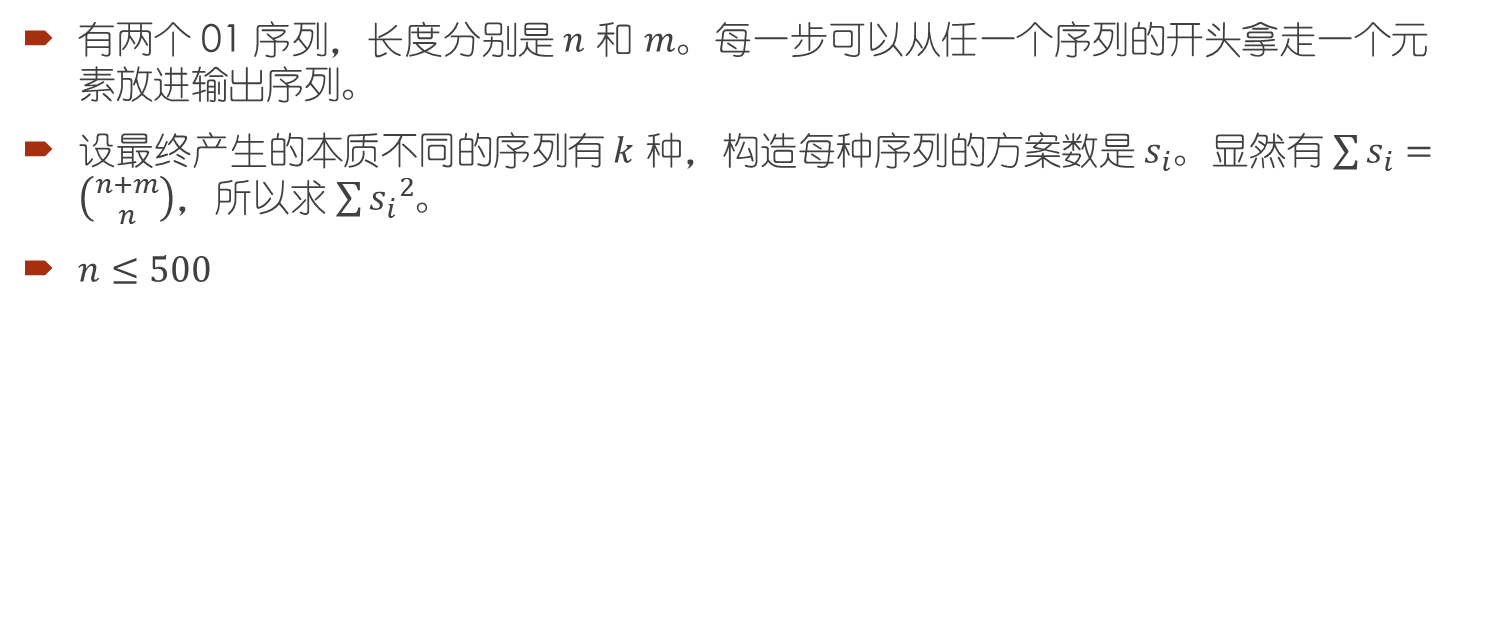 有两个 01 序列，长度分别是 n 和 m。每一步可以从任一个序列的开头拿走一个元
素放进输出序列。
设最终产生的本质不同的序列有 k 种，构造每种序列的方案数是 sᵢ。显然有 ∑ sᵢ =
(n+m n)，所以求 ∑ sᵢ²。
n ≤ 500